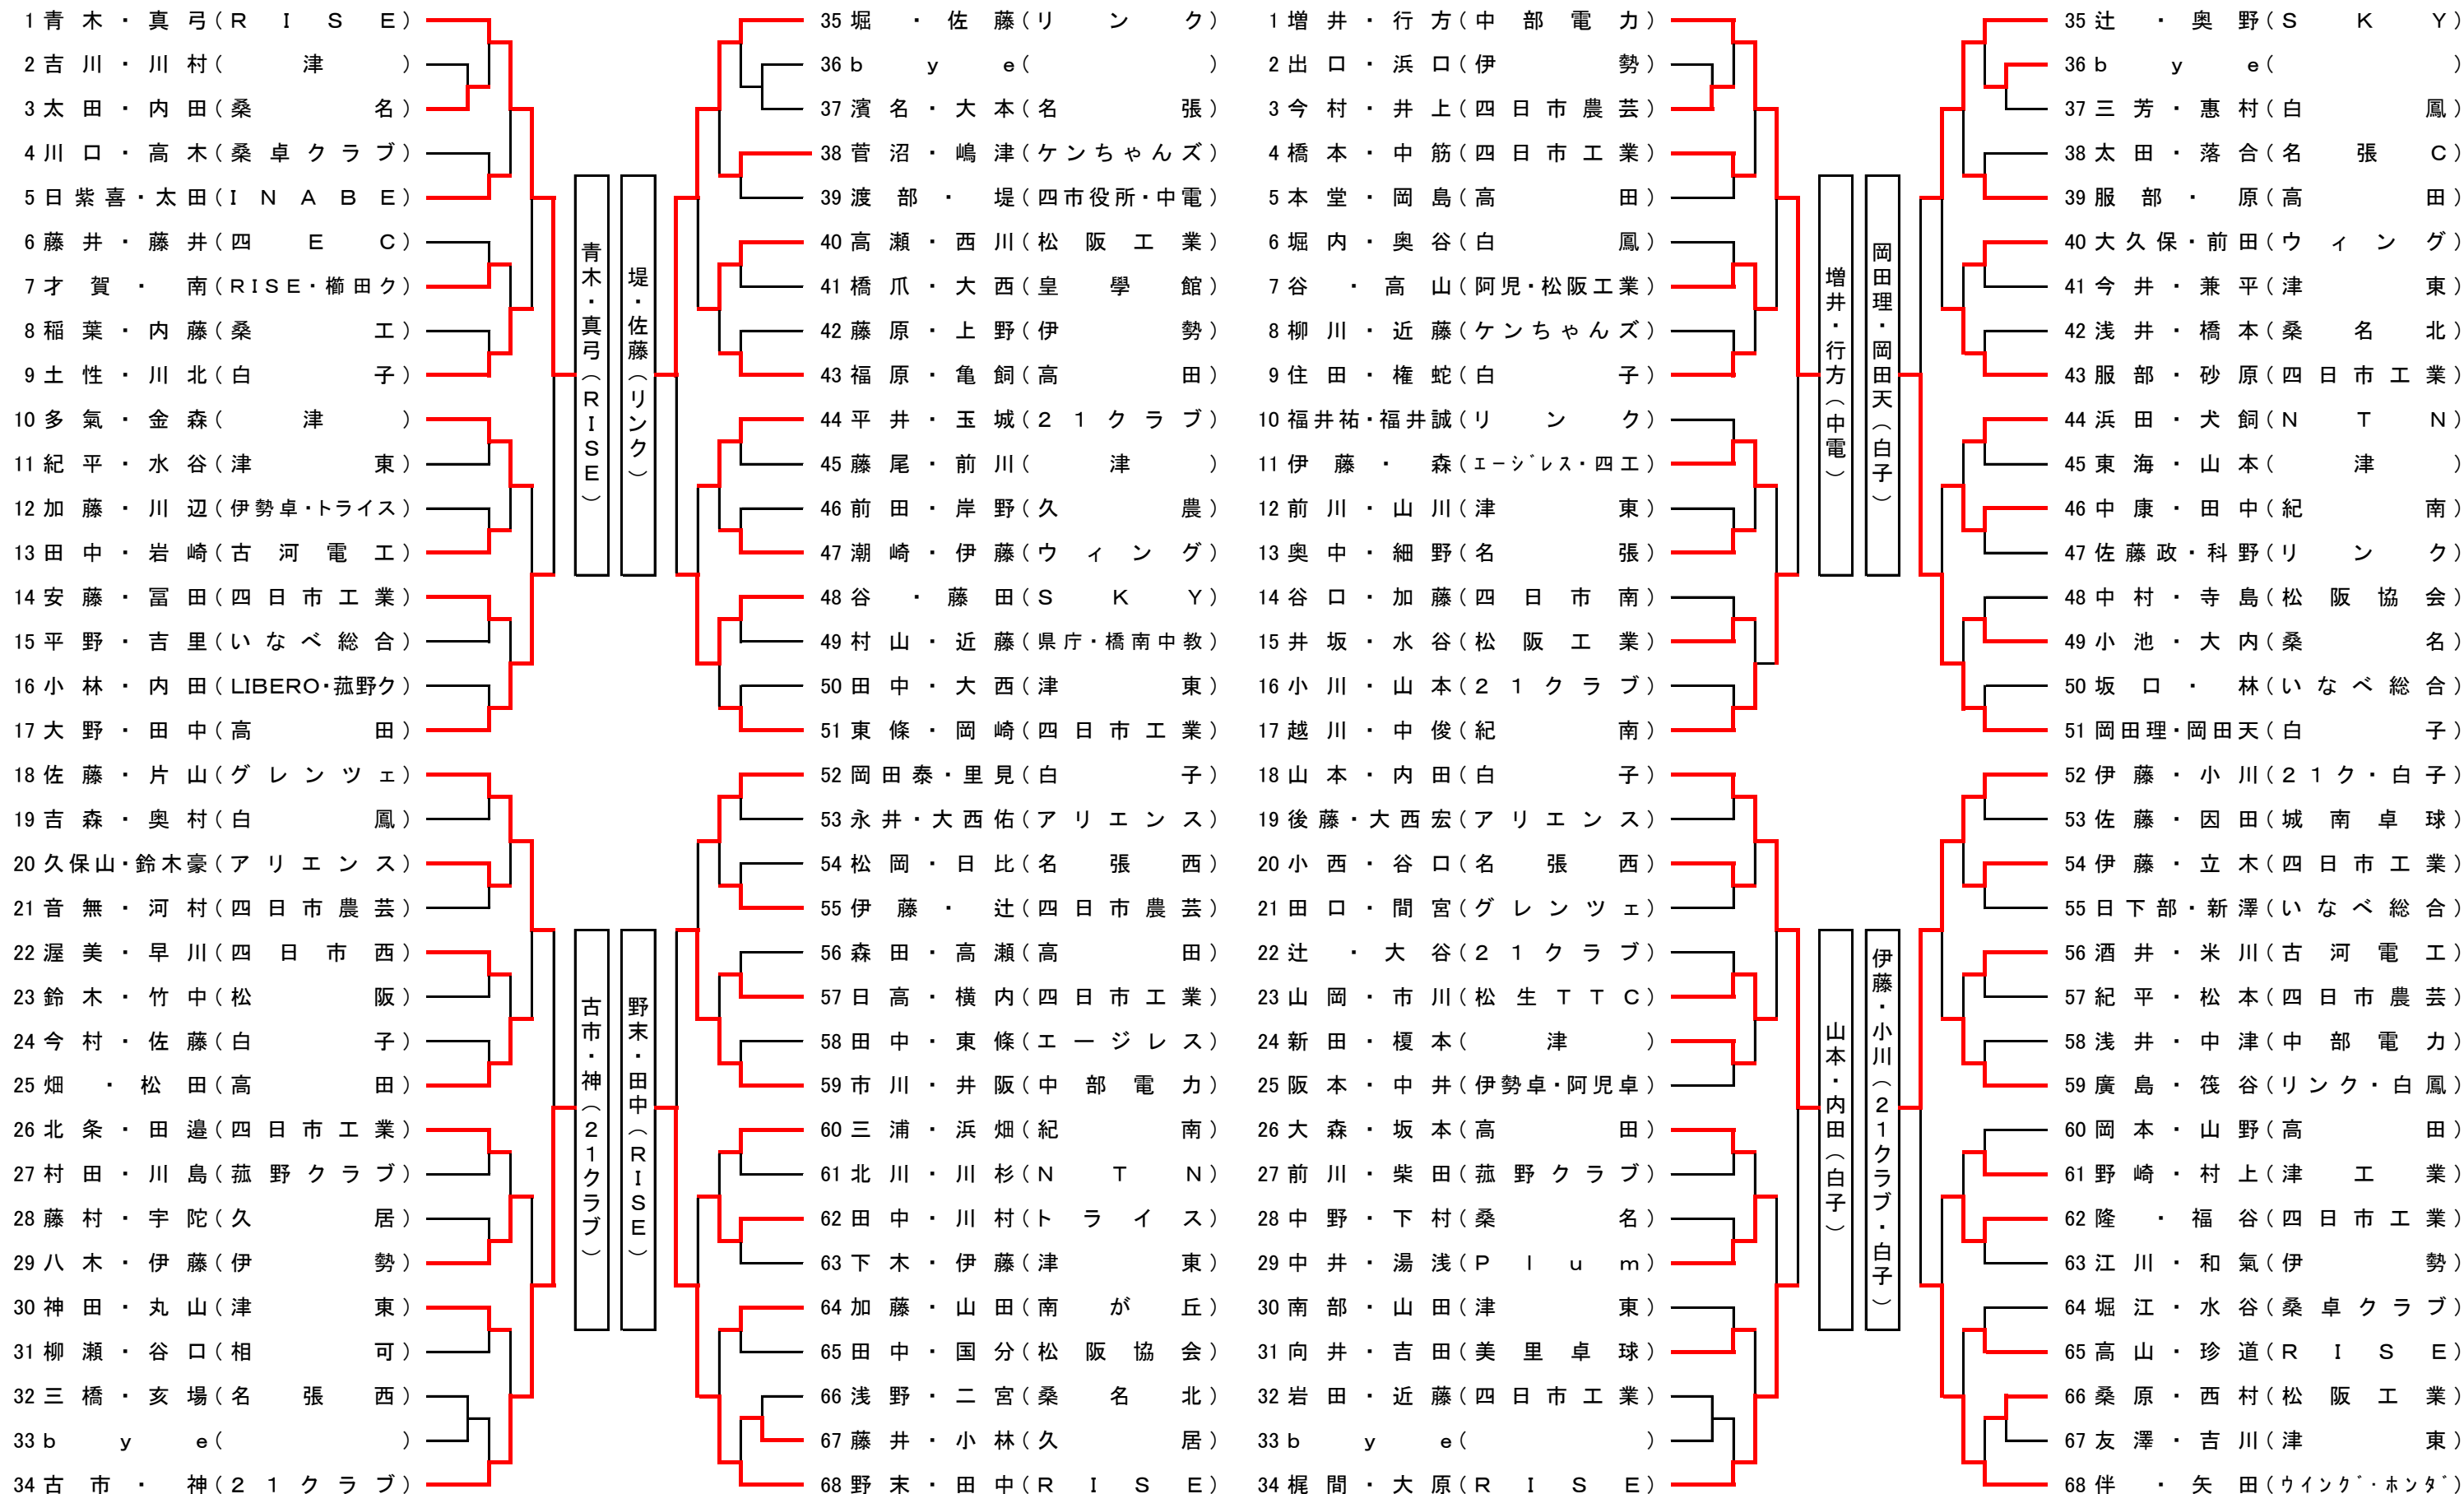 1 青木・真弓(RISE)
2 吉川・川村(津)
3 太田・内田(桑名)
4 川口・高木(桑卓クラブ)
5 日紫喜・太田(INABE)
6 藤井・藤井(四EC)
7 才賀・南(RISE・櫛田ク)
8 稲葉・内藤(桑工)
9 土性・川北(白子)
10 多氣・金森(津)
11 紀平・水谷(津東)
12 加藤・川辺(伊勢卓・トライス)
13 田中・岩崎(古河電工)
14 安藤・冨田(四日市工業)
15 平野・吉里(いなべ総合)
16 小林・内田(LIBERO・菰野ク)
17 大野・田中(高田)
18 佐藤・片山(グレンツェ)
19 吉森・奥村(白鳳)
20 久保山・鈴木豪(アリエンス)
21 音無・河村(四日市農芸)
22 渥美・早川(四日市西)
23 鈴木・竹中(松阪)
24 今村・佐藤(白子)
25 畑・松田(高田)
26 北条・田邉(四日市工業)
27 村田・川島(菰野クラブ)
28 藤村・宇陀(久居)
29 八木・伊藤(伊勢)
30 神田・丸山(津東)
31 柳瀬・谷口(相可)
32 三橋・亥場(名張西)
33 bye()
34 古市・神(21クラブ)
青木・真弓(RISE)
堤・佐藤(リンク)
古市・神(21クラブ)
野末・田中(RISE)
35 堀・佐藤(リンク)
36 bye()
37 濱名・大本(名張)
38 菅沼・嶋津(ケンちゃんズ)
39 渡部・堤(四市役所・中電)
40 高瀬・西川(松阪工業)
41 橋爪・大西(皇學館)
42 藤原・上野(伊勢)
43 福原・亀飼(高田)
44 平井・玉城(21クラブ)
45 藤尾・前川(津)
46 前田・岸野(久農)
47 潮崎・伊藤(ウィング)
48 谷・藤田(SKY)
49 村山・近藤(県庁・橋南中教)
50 田中・大西(津東)
51 東條・岡崎(四日市工業)
52 岡田泰・里見(白子)
53 永井・大西佑(アリエンス)
54 松岡・日比(名張西)
55 伊藤・辻(四日市農芸)
56 森田・高瀬(高田)
57 日高・横内(四日市工業)
58 田中・東條(エージレス)
59 市川・井阪(中部電力)
60 三浦・浜畑(紀南)
61 北川・川杉(NTN)
62 田中・川村(トライス)
63 下木・伊藤(津東)
64 加藤・山田(南が丘)
65 田中・国分(松阪協会)
66 浅野・二宮(桑名北)
67 藤井・小林(久居)
68 野末・田中(RISE)
1 増井・行方(中部電力)
2 出口・浜口(伊勢)
3 今村・井上(四日市農芸)
4 橋本・中筋(四日市工業)
5 本堂・岡島(高田)
6 堀内・奥谷(白鳳)
7 谷・高山(阿児・松阪工業)
8 柳川・近藤(ケンちゃんズ)
9 住田・権蛇(白子)
10 福井祐・福井誠(リンク)
11 伊藤・森(エージレス・四工)
12 前川・山川(津東)
13 奥中・細野(名張)
14 谷口・加藤(四日市南)
15 井坂・水谷(松阪工業)
16 小川・山本(21クラブ)
17 越川・中俊(紀南)
18 山本・内田(白子)
19 後藤・大西宏(アリエンス)
20 小西・谷口(名張西)
21 田口・間宮(グレンツェ)
22 辻・大谷(21クラブ)
23 山岡・市川(松生TTC)
24 新田・榎本(津)
25 阪本・中井(伊勢卓・阿児卓)
26 大森・坂本(高田)
27 前川・柴田(菰野クラブ)
28 中野・下村(桑名)
29 中井・湯浅(Plum)
30 南部・山田(津東)
31 向井・吉田(美里卓球)
32 岩田・近藤(四日市工業)
33 bye()
34 梶間・大原(RISE)
増井・行方(中電)
岡田理・岡田天(白子)
山本・内田(白子)
伊藤・小川(21クラブ・白子)
35 辻・奥野(SKY)
36 bye()
37 三芳・惠村(白鳳)
38 太田・落合(名張C)
39 服部・原(高田)
40 大久保・前田(ウィング)
41 今井・兼平(津東)
42 浅井・橋本(桑名北)
43 服部・砂原(四日市工業)
44 浜田・犬飼(NTN)
45 東海・山本(津)
46 中康・田中(紀南)
47 佐藤政・科野(リンク)
48 中村・寺島(松阪協会)
49 小池・大内(桑名)
50 坂口・林(いなべ総合)
51 岡田理・岡田天(白子)
52 伊藤・小川(21ク・白子)
53 佐藤・因田(城南卓球)
54 伊藤・立木(四日市工業)
55 日下部・新澤(いなべ総合)
56 酒井・米川(古河電工)
57 紀平・松本(四日市農芸)
58 浅井・中津(中部電力)
59 廣島・筏谷(リンク・白鳳)
60 岡本・山野(高田)
61 野崎・村上(津工業)
62 隆・福谷(四日市工業)
63 江川・和氣(伊勢)
64 堀江・水谷(桑卓クラブ)
65 高山・珍道(RISE)
66 桑原・西村(松阪工業)
67 友澤・吉川(津東)
68 伴・矢田(ウイング・ホンダ)